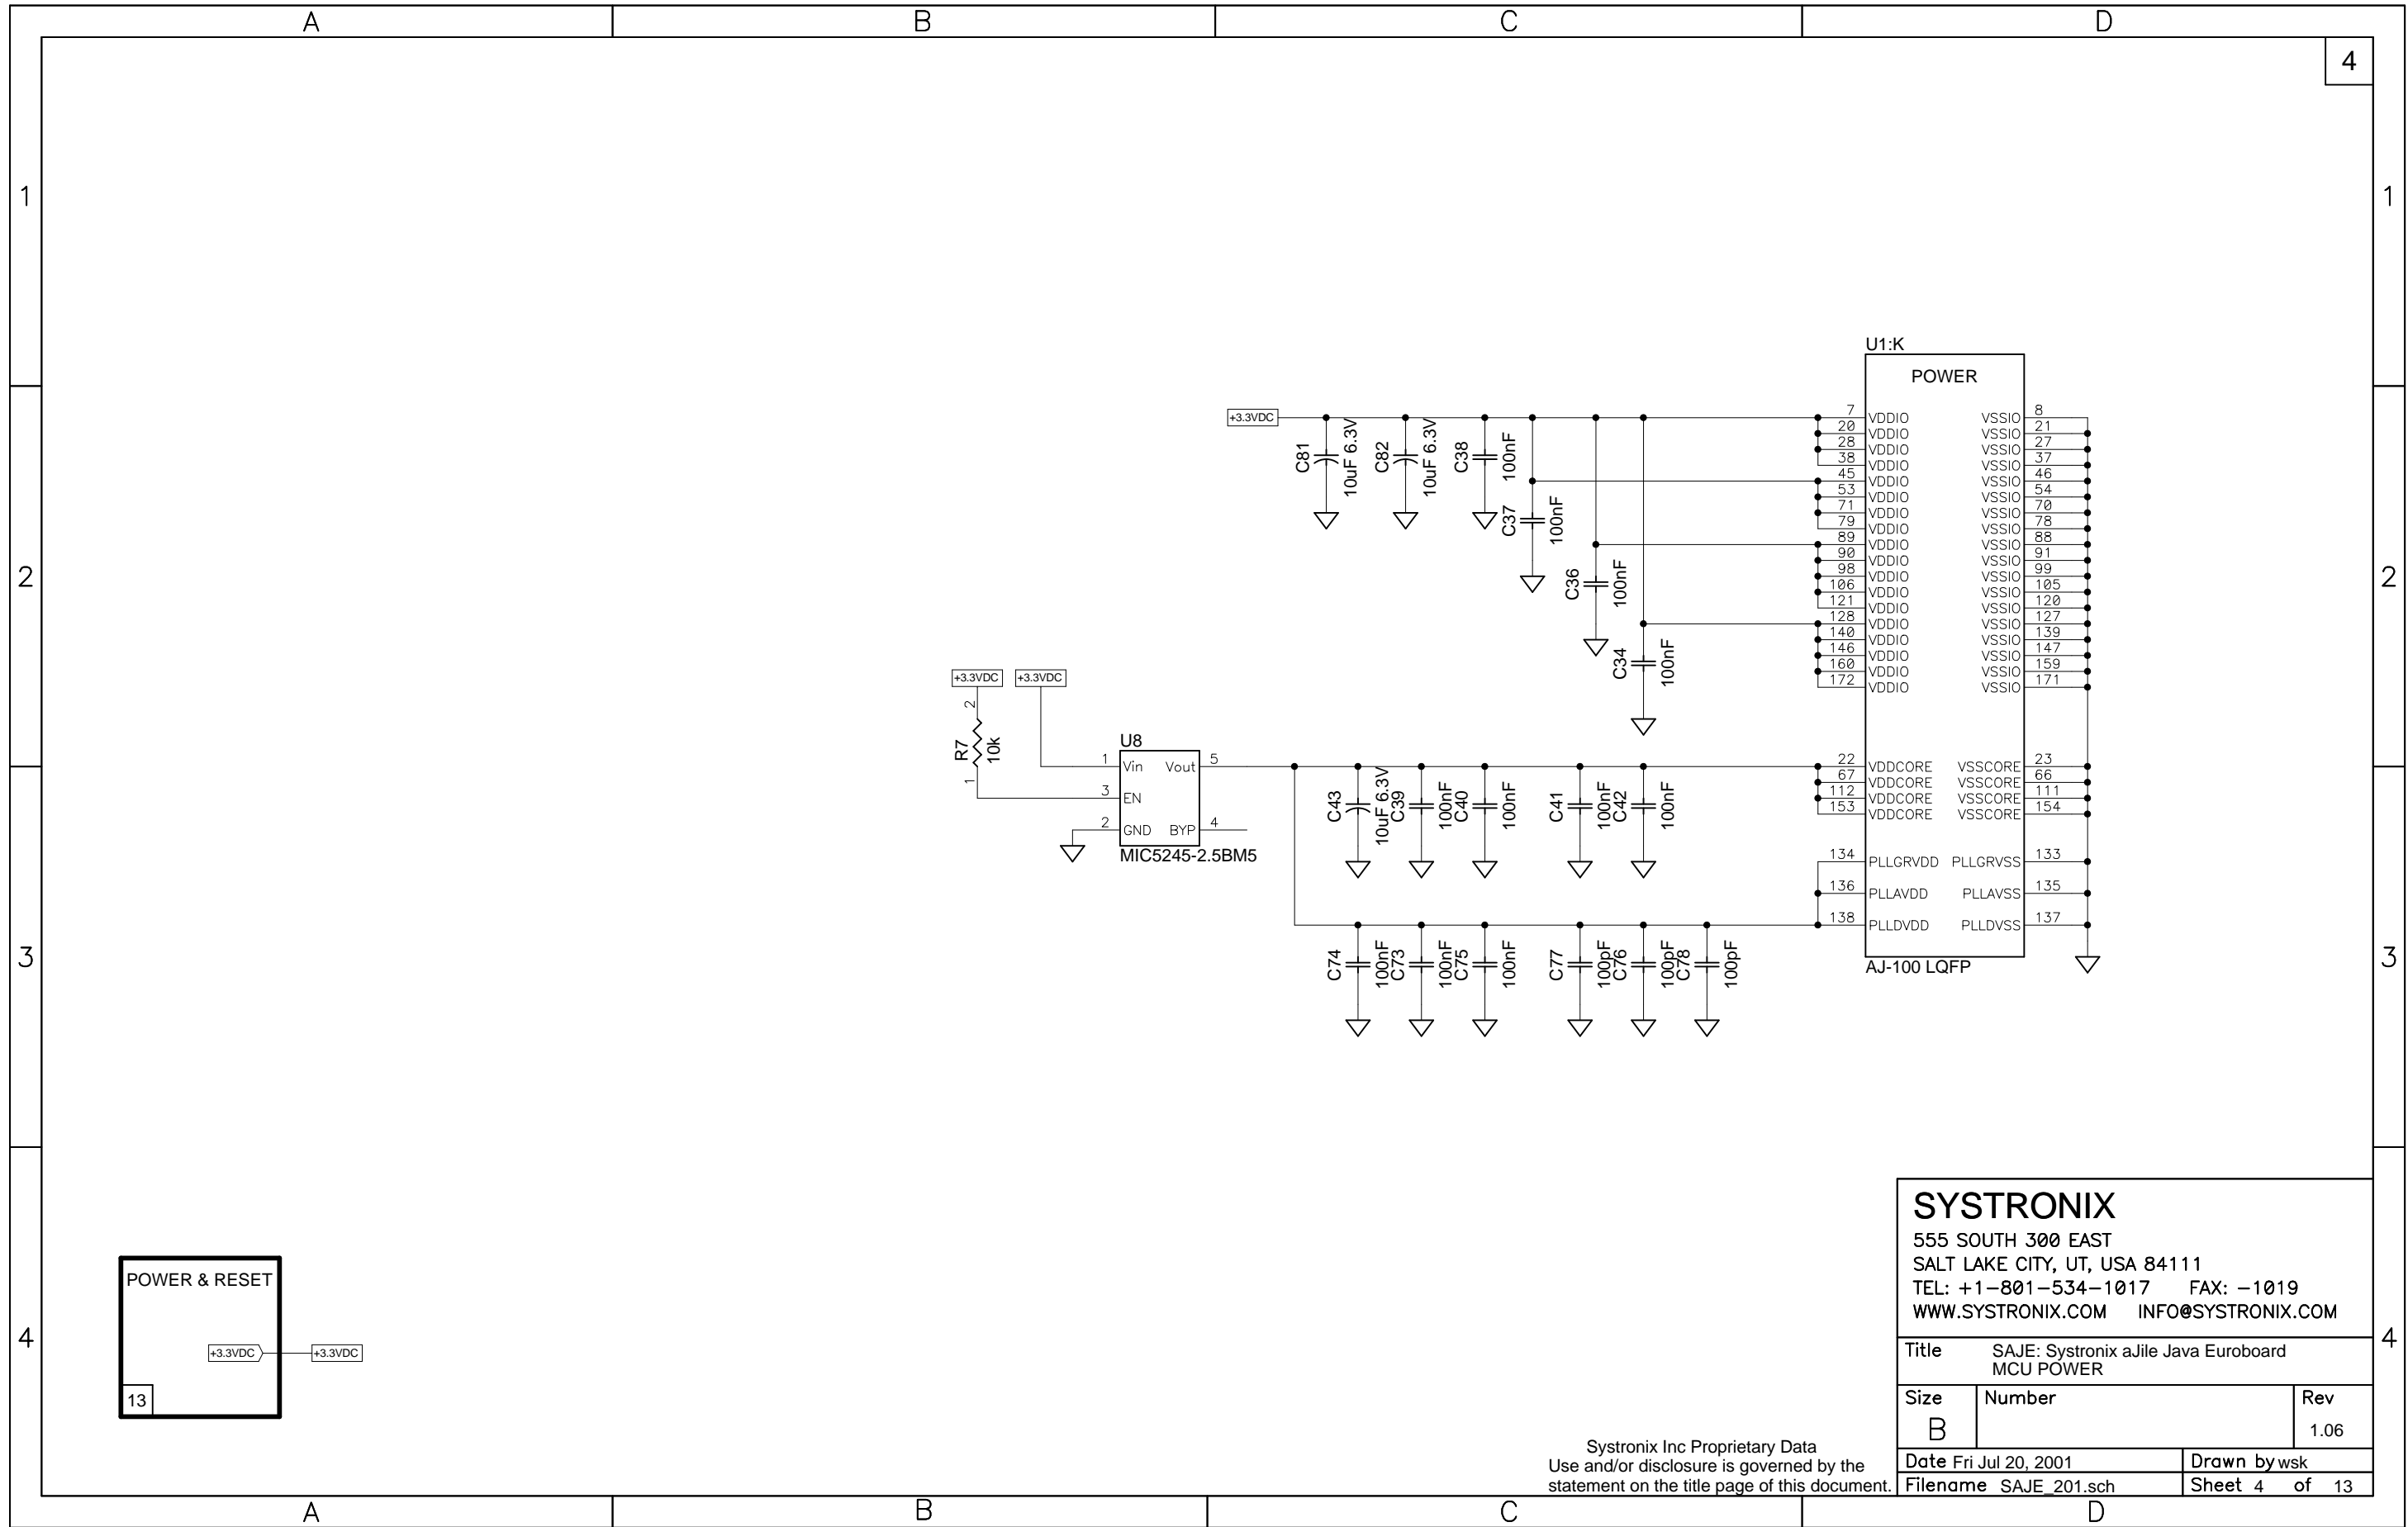 A B C D
4
1 1
U1:K
POWER
+3.3VDC
C81
10uF 6.3V
C82
10uF 6.3V
C38
100nF
C37
100nF
C36
100nF
C34
100nF
7 VDDIO VSSIO 8
20 VDDIO VSSIO 21
28 VDDIO VSSIO 27
38 VDDIO VSSIO 37
45 VDDIO VSSIO 46
53 VDDIO VSSIO 54
71 VDDIO VSSIO 70
79 VDDIO VSSIO 78
89 VDDIO VSSIO 88
90 VDDIO VSSIO 91
98 VDDIO VSSIO 99
106 VDDIO VSSIO 105
121 VDDIO VSSIO 120
128 VDDIO VSSIO 127
140 VDDIO VSSIO 139
146 VDDIO VSSIO 147
160 VDDIO VSSIO 159
172 VDDIO VSSIO 171
2 2
+3.3VDC +3.3VDC
2
R7
10k
1
U8
1 Vin Vout 5
3 EN
2 GND BYP 4
MIC5245-2.5BM5
C43
10uF 6.3V
C39
100nF
C40
100nF
C41
100nF
C42
100nF
22 VDDCORE VSSCORE 23
67 VDDCORE VSSCORE 66
112 VDDCORE VSSCORE 111
153 VDDCORE VSSCORE 154
134 PLLGRVDD PLLGRVSS 133
136 PLLAVDD PLLAVSS 135
138 PLLDVDD PLLDVSS 137
AJ-100 LQFP
C74
100nF
C73
100nF
C75
100nF
C77
100pF
C76
100pF
C78
100pF
3 3
POWER & RESET
+3.3VDC +3.3VDC
13
4 4
SYSTRONIX
555 SOUTH 300 EAST
SALT LAKE CITY, UT, USA 84111
TEL: +1-801-534-1017 FAX: -1019
WWW.SYSTRONIX.COM INFO@SYSTRONIX.COM
Title SAJE: Systronix aJile Java Euroboard
MCU POWER
Size Number Rev
B 1.06
Date Fri Jul 20, 2001 Drawn by wsk
Filename SAJE_201.sch Sheet 4 of 13
Systronix Inc Proprietary Data
Use and/or disclosure is governed by the
statement on the title page of this document.
A B C D